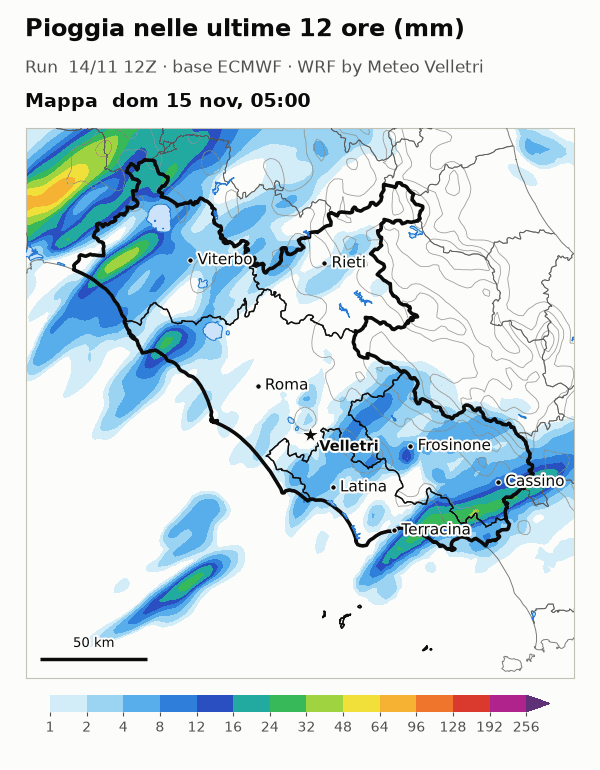 Pioggia nelle ultime 12 ore (mm)
Run 14/11 12Z · base ECMWF · WRF by Meteo Velletri
Mappa dom 15 nov, 05:00
Viterbo
Rieti
Roma
Velletri
Frosinone
Cassino
Latina
Terracina
50 km
1 2 4 8 12 16 24 32 48 64 96 128 192 256